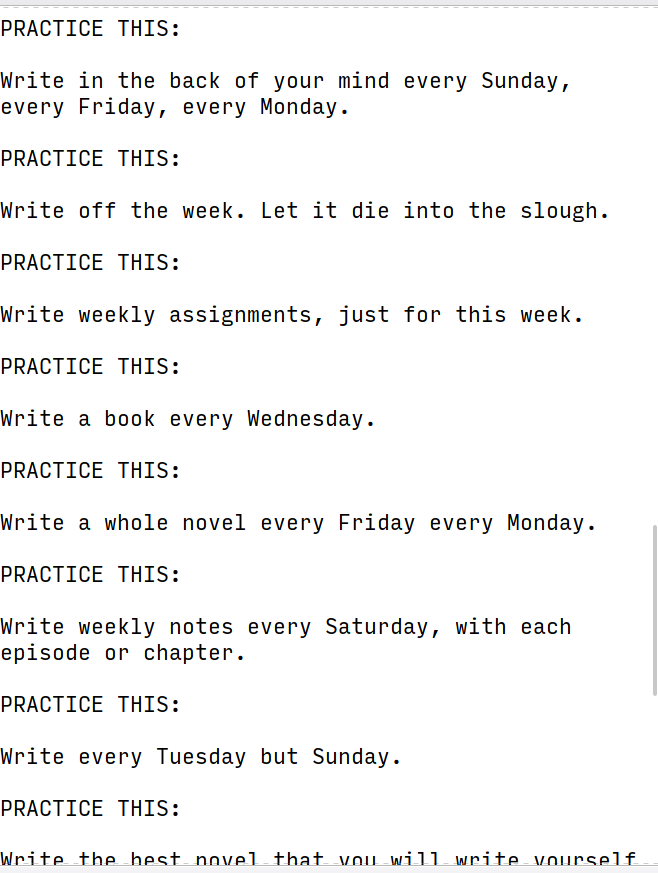 PRACTICE THIS:
Write in the back of your mind every Sunday,
every Friday, every Monday.
PRACTICE THIS:
Write off the week. Let it die into the slough.
PRACTICE THIS:
Write weekly assignments, just for this week.
PRACTICE THIS:
Write a book every Wednesday.
PRACTICE THIS:
Write a whole novel every Friday every Monday.
PRACTICE THIS:
Write weekly notes every Saturday, with each
episode or chapter.
PRACTICE THIS:
Write every Tuesday but Sunday.
PRACTICE THIS:
Write the best novel that you will write yourself